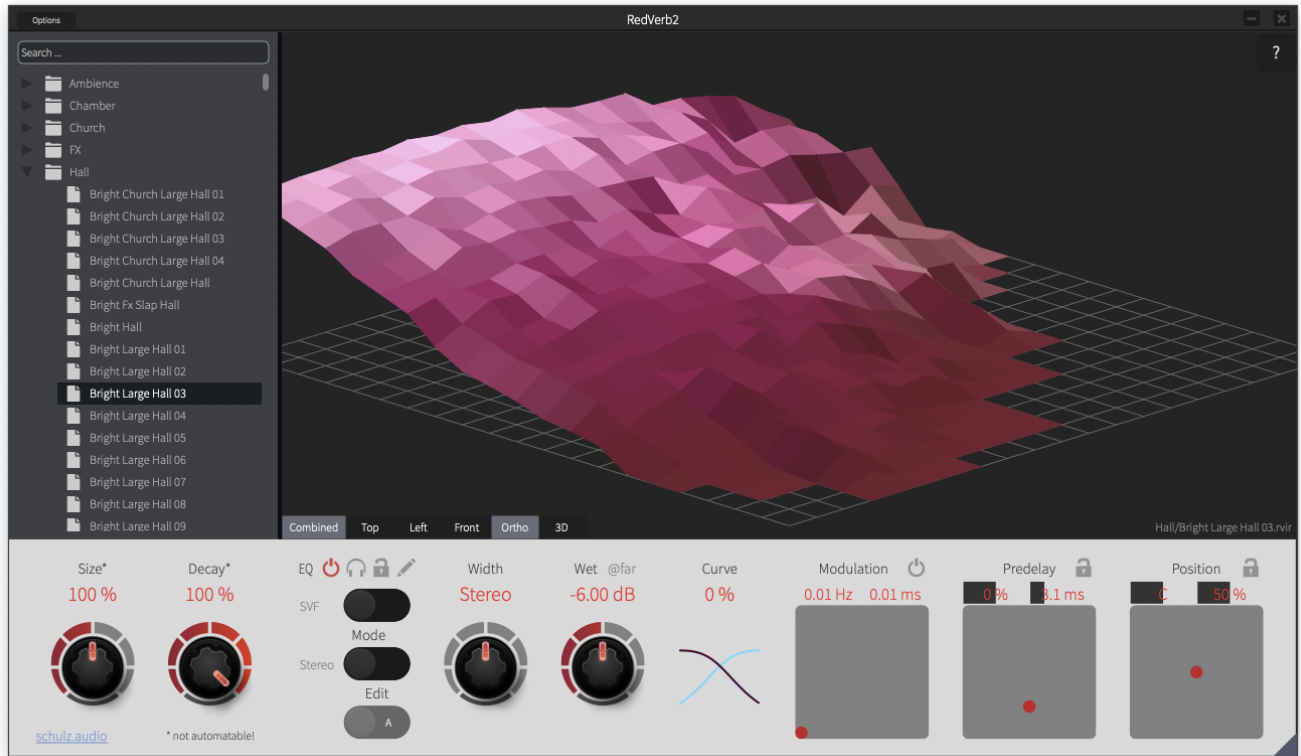 Options
RedVerb2
Search ...
?
Ambience
Chamber
Church
FX
Hall
Bright Church Large Hall 01
Bright Church Large Hall 02
Bright Church Large Hall 03
Bright Church Large Hall 04
Bright Church Large Hall
Bright Fx Slap Hall
Bright Hall
Bright Large Hall 01
Bright Large Hall 02
Bright Large Hall 03
Bright Large Hall 04
Bright Large Hall 05
Bright Large Hall 06
Bright Large Hall 07
Bright Large Hall 08
Bright Large Hall 09
Combined Top Left Front Ortho 3D
Hall/Bright Large Hall 03.rvir
Size*
100 %
Decay*
100 %
EQ
SVF
Mode
Stereo
Edit
A
Width
Stereo
Wet @far
-6.00 dB
Curve
0 %
Modulation
0.01 Hz 0.01 ms
Predelay
0 % 3.1 ms
Position
C 50 %
schulz.audio
* not automatable!